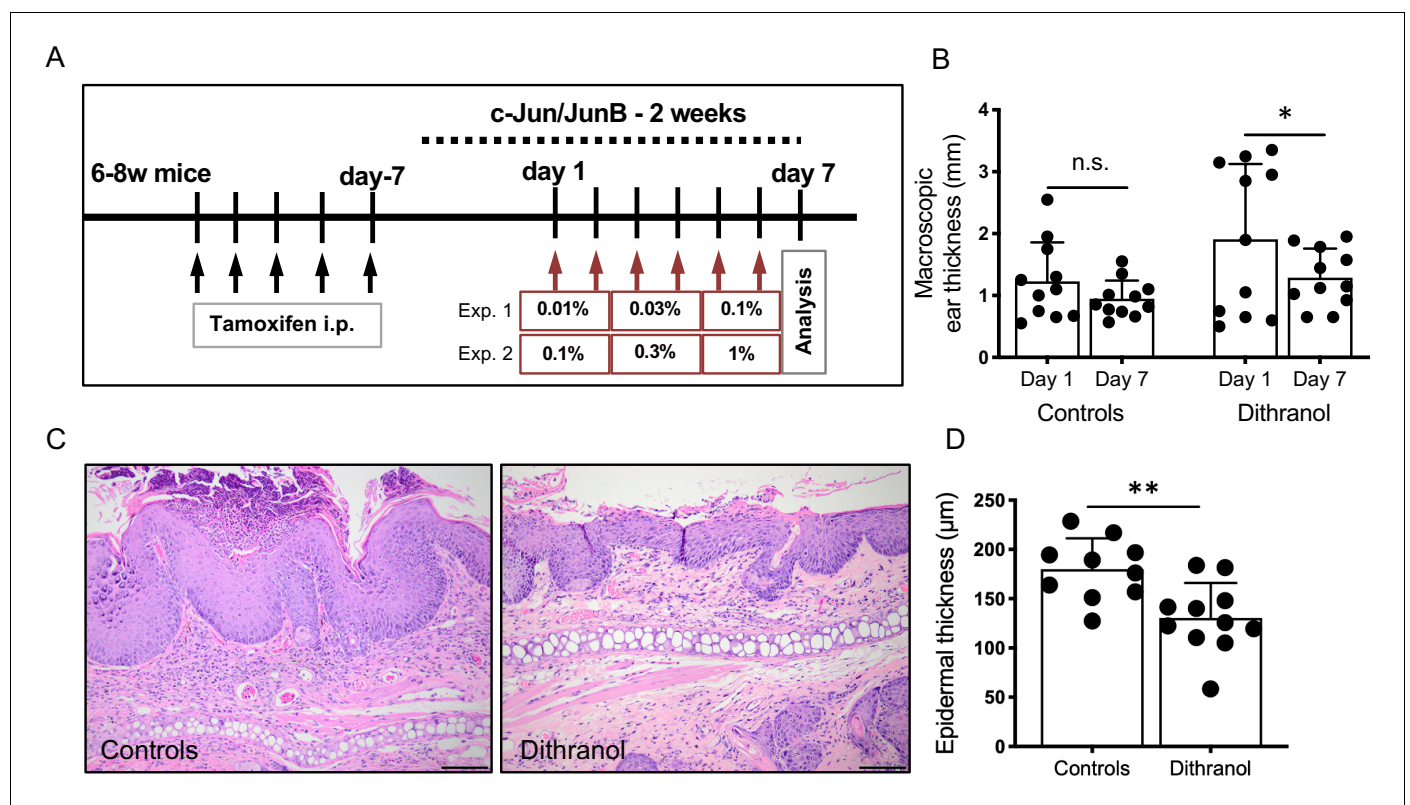 A
c-Jun/JunB - 2 weeks
6-8w mice
day-7
day 1
day 7
Tamoxifen i.p.
Exp. 1
0.01%
0.03%
0.1%
Exp. 2
0.1%
0.3%
1%
Analysis
B
Macroscopic
ear thickness (mm)
4
3
2
1
0
n.s.
*
Day 1
Day 7
Day 1
Day 7
Controls
Dithranol
C
Controls
Dithranol
D
Epidermal thickness (µm)
250
200
150
100
50
0
**
Controls
Dithranol